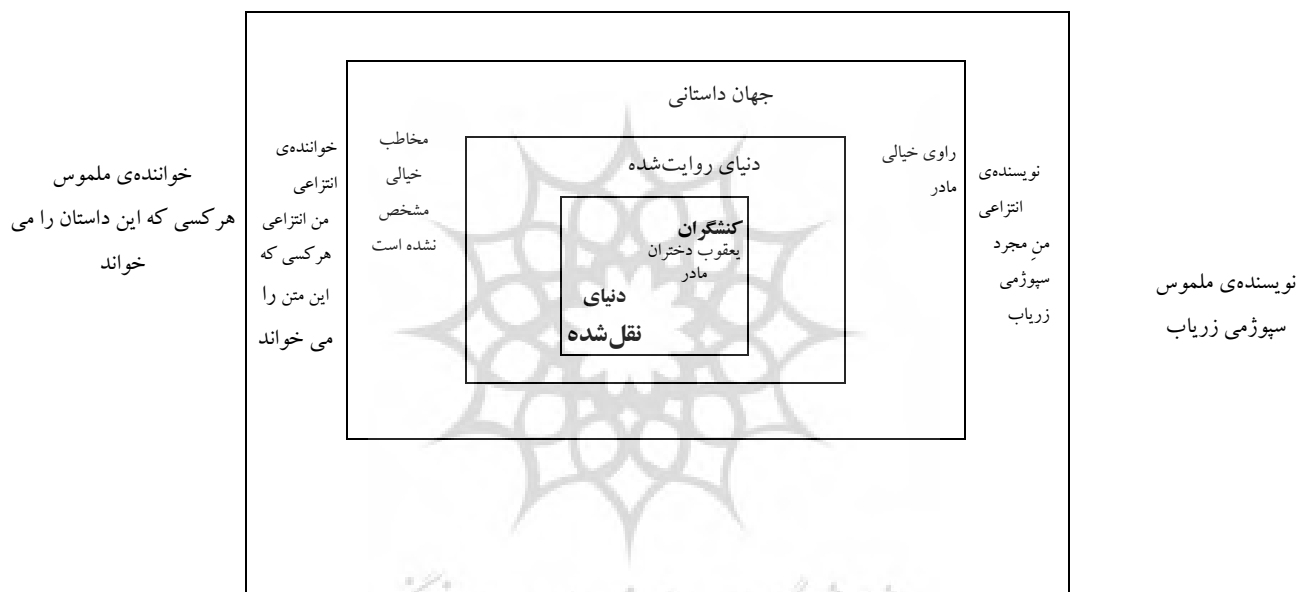 نویسنده‌ی ملموس
سپوژمی زریاب
نویسنده‌ی
انتزاعی
منِ مجرد
سپوژمی
زریاب
جهان داستانی
راوی خیالی
مادر
دنیای روایت‌شده
کنشگران
یعقوب دختران
مادر
دنیای
نقل‌شده
مخاطب
خیالی
مشخص
نشده است
خواننده‌ی
انتزاعی
من انتزاعی
هرکسی که
این متن را
می خواند
خواننده‌ی ملموس
هرکسی که این داستان را می
خواند